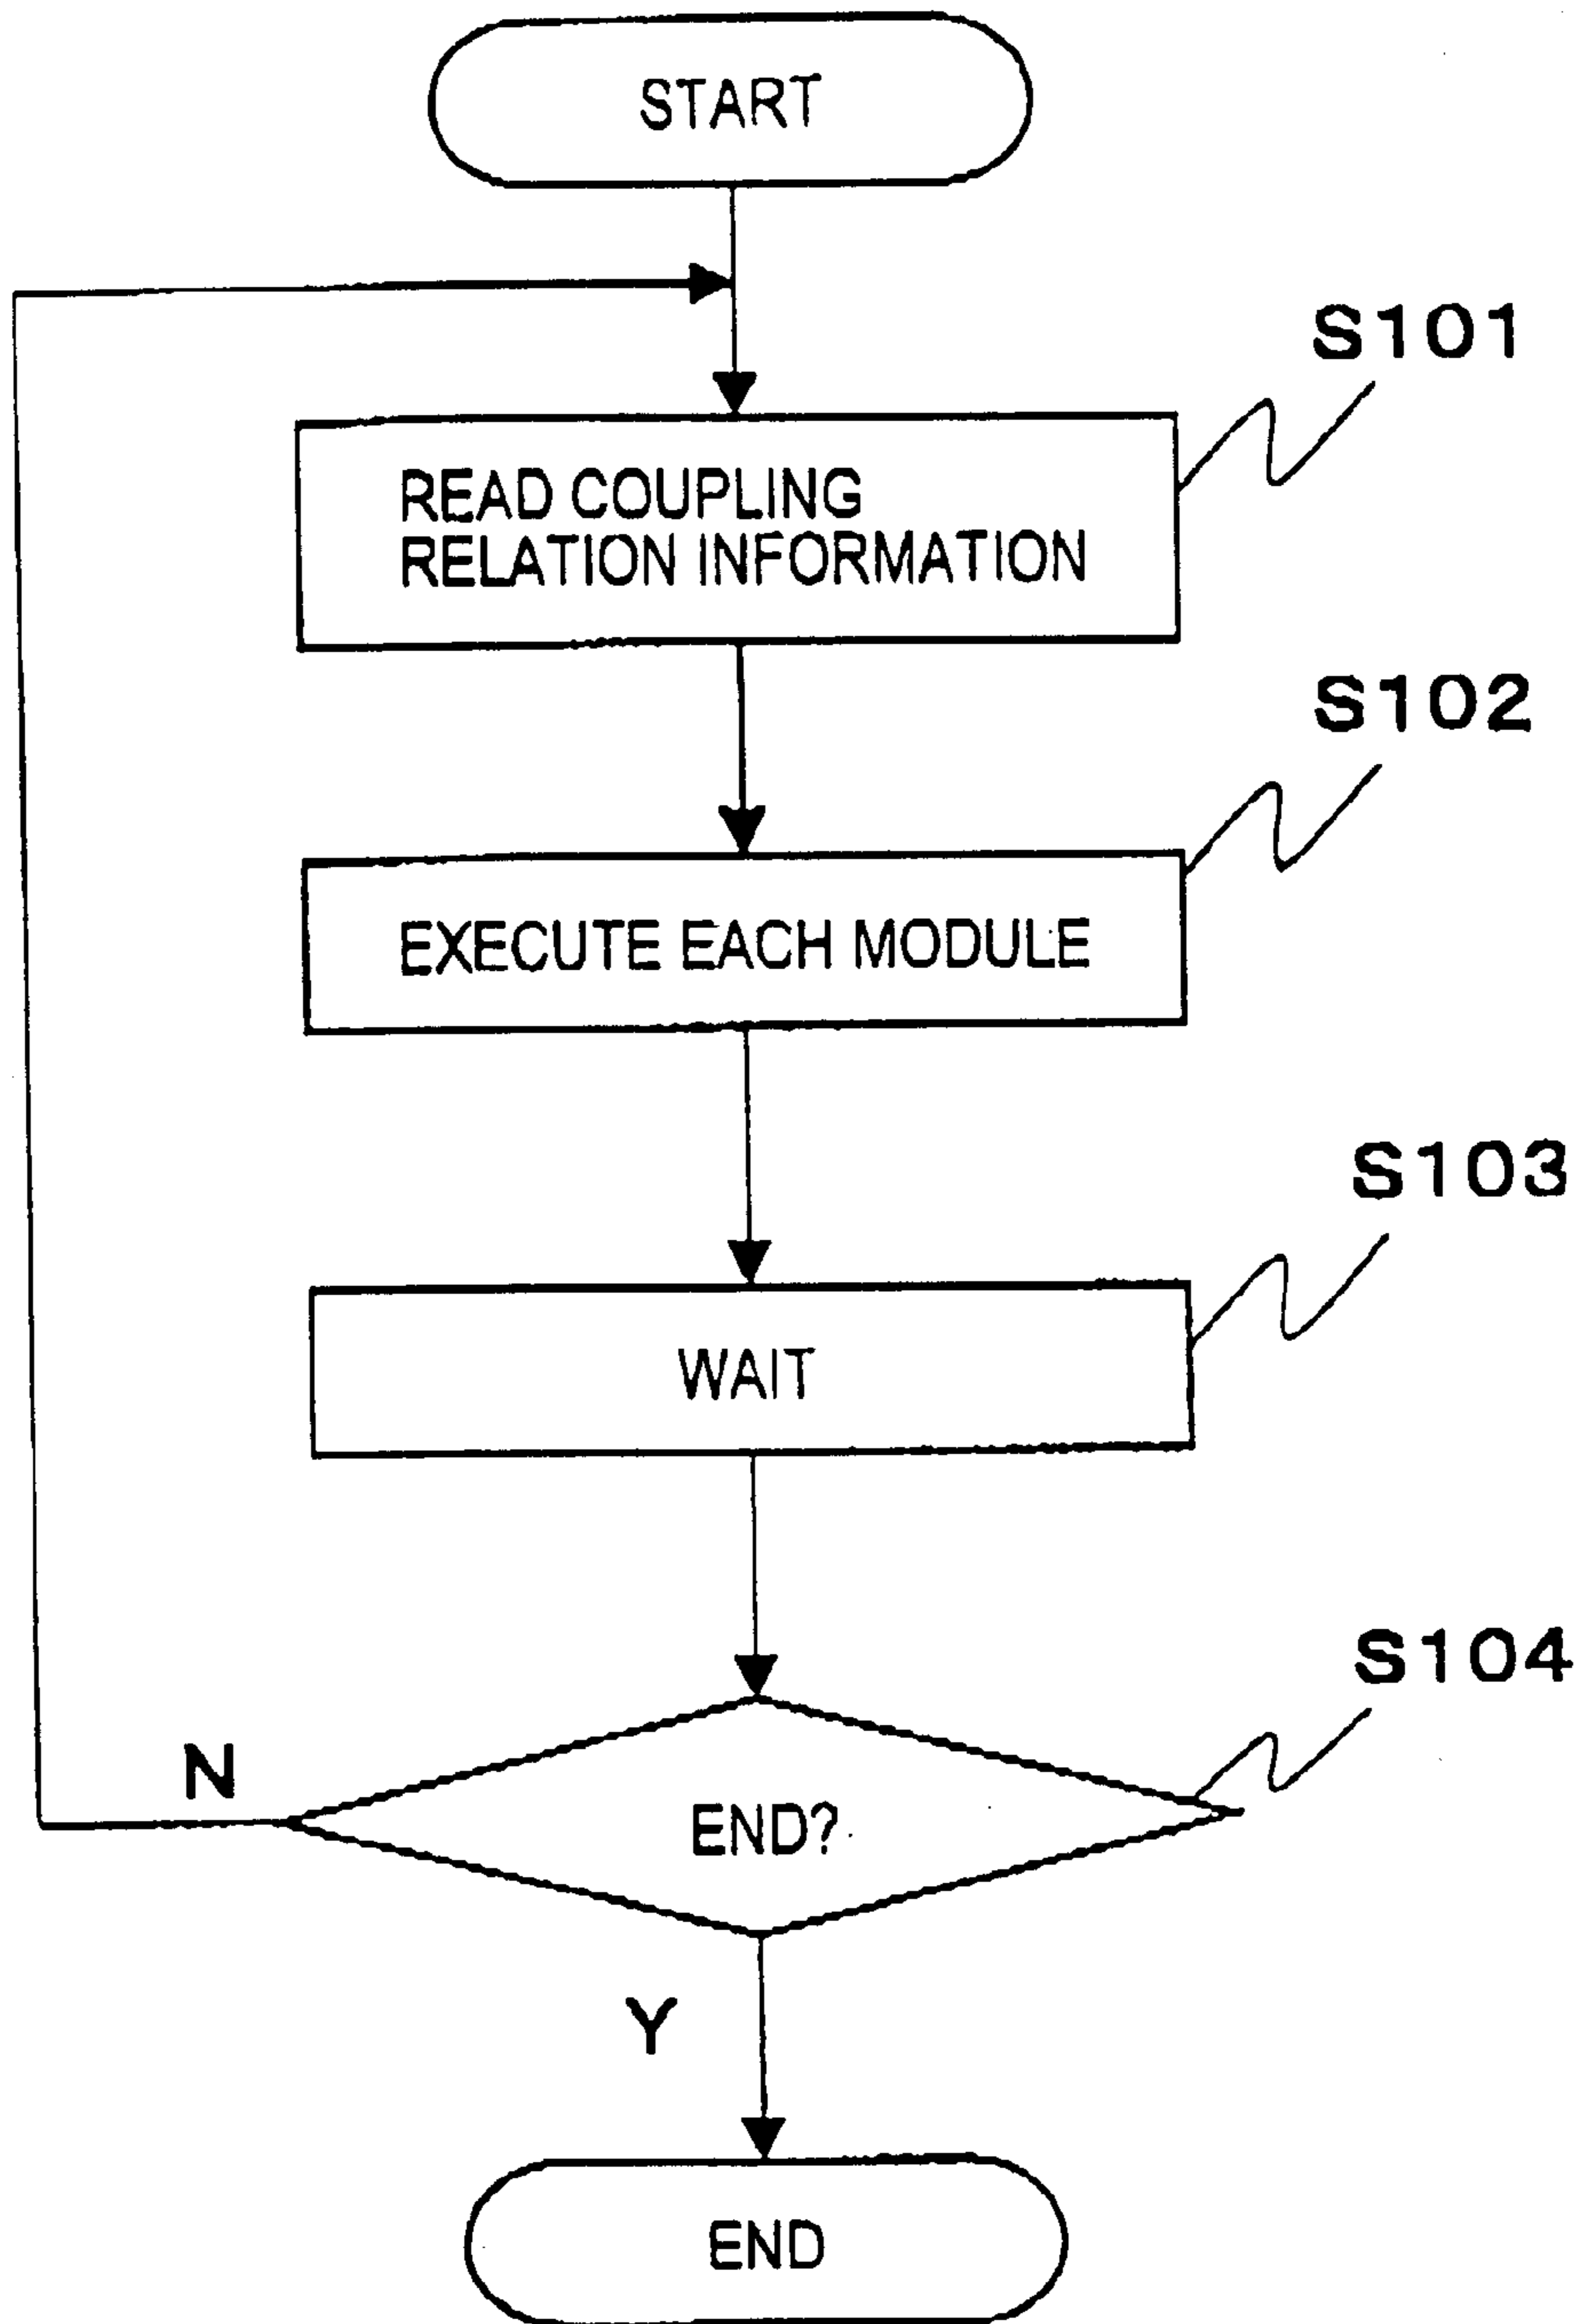 START
S101
READ COUPLING
RELATION INFORMATION
S102
EXECUTE EACH MODULE
S103
WAIT
S104
N
END?
Y
END